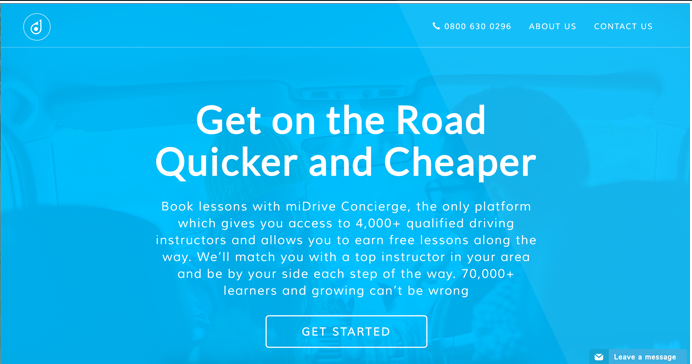 0800 630 0296 ABOUT US CONTACT US
Get on the Road
Quicker and Cheaper
Book lessons with miDrive Concierge, the only platform
which gives you access to 4,000+ qualified driving
instructors and allows you to earn free lessons along the
way. We'll match you with a top instructor in your area
and be by your side each step of the way. 70,000+
learners and growing can't be wrong
GET STARTED
Leave a message